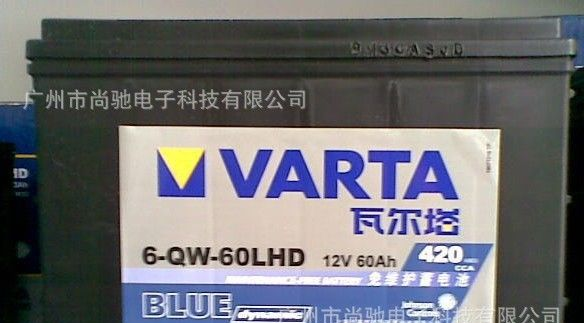 广州市尚驰电子科技有限公司
VARTA
瓦尔塔
6-QW-60LHD 12V 60Ah 420
CCA
免维护蓄电池
BLUE dynamic
广州市尚驰电子科技有限公司